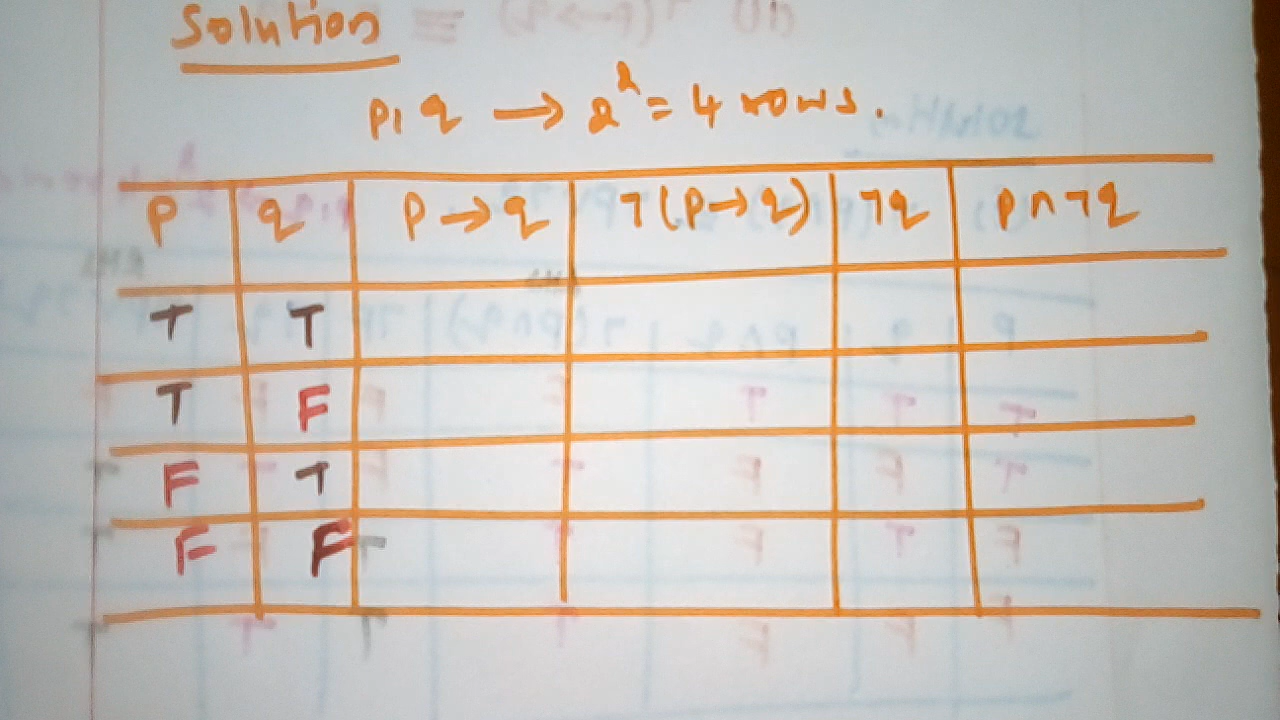 Solution
P, q → 2² = 4 rows.
P q P → q ¬(P → q) ¬q P ∧ ¬q
T T
T F
F T
F F